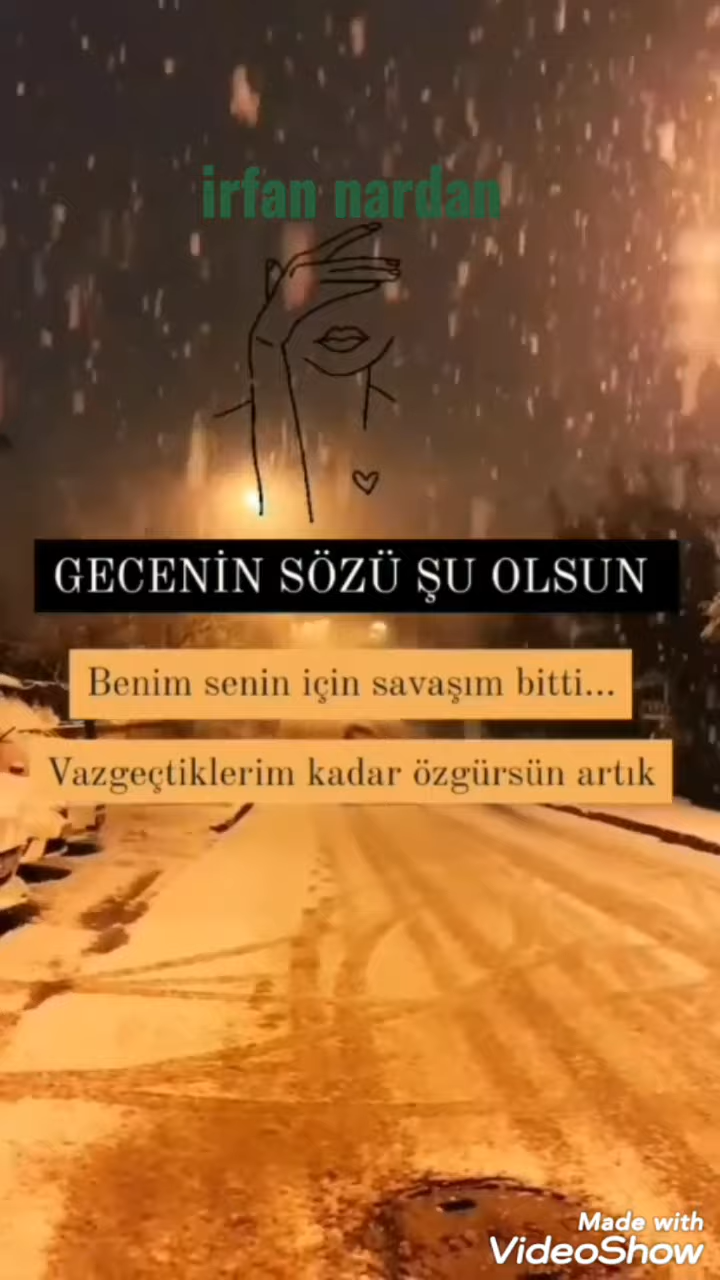 irfan nardan
GECENİN SÖZÜ ŞU OLSUN
Benim senin için savaşım bitti...
Vazgeçtiklerim kadar özgürsün artık
Made with
VideoShow